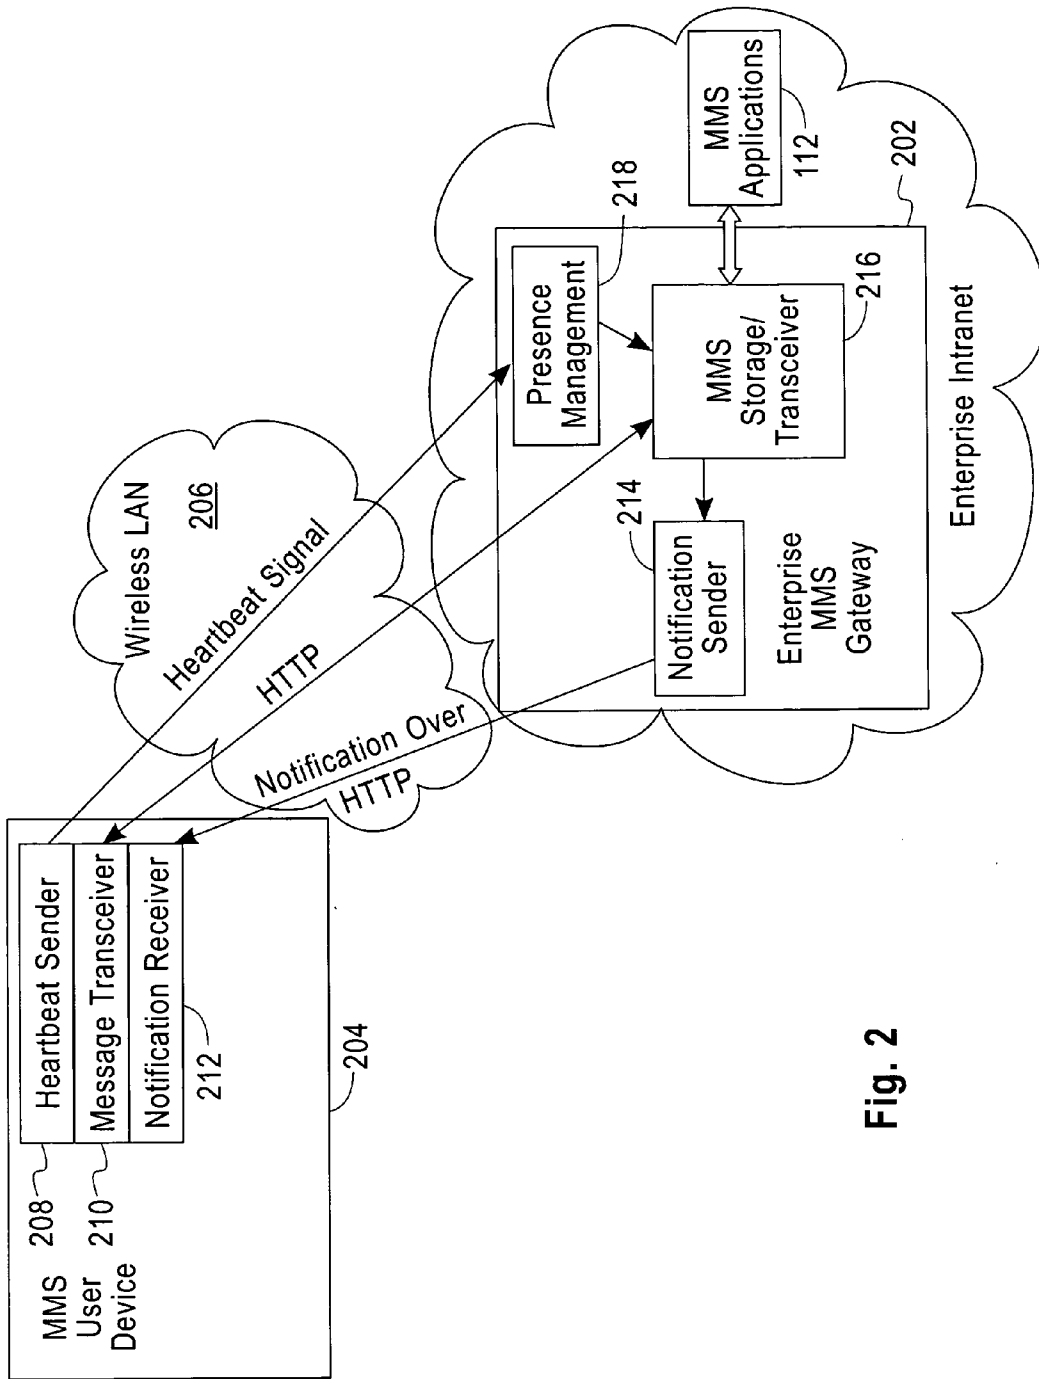 MMS
User
Device
208
210
Heartbeat Sender
Message Transceiver
Notification Receiver
212
204
Wireless LAN
206
Heartbeat Signal
HTTP
Notification Over
HTTP
Presence
Management
218
MMS
Storage/
Transceiver
216
214
Notification
Sender
Enterprise
MMS
Gateway
MMS
Applications
112
202
Enterprise Intranet
Fig. 2